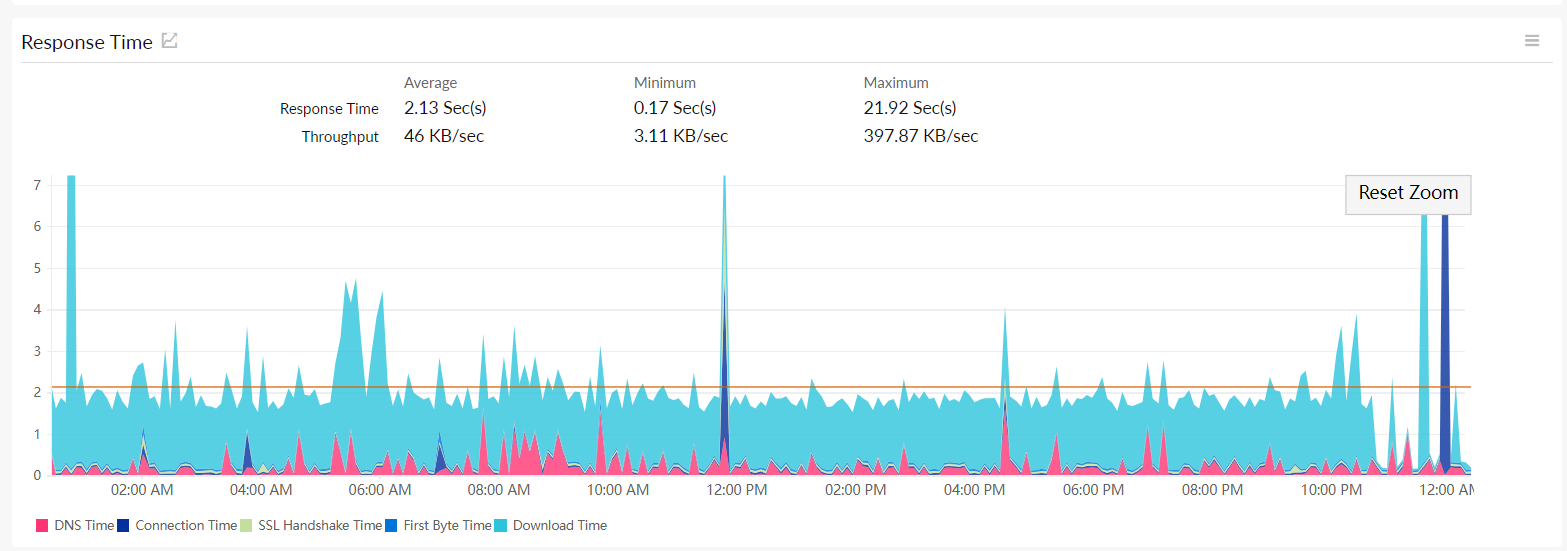 Response Time
Average Minimum Maximum
Response Time 2.13 Sec(s) 0.17 Sec(s) 21.92 Sec(s)
Throughput 46 KB/sec 3.11 KB/sec 397.87 KB/sec
Reset Zoom
7
6
5
4
3
2
1
0
02:00 AM 04:00 AM 06:00 AM 08:00 AM 10:00 AM 12:00 PM 02:00 PM 04:00 PM 06:00 PM 08:00 PM 10:00 PM 12:00 AM
DNS Time Connection Time SSL Handshake Time First Byte Time Download Time